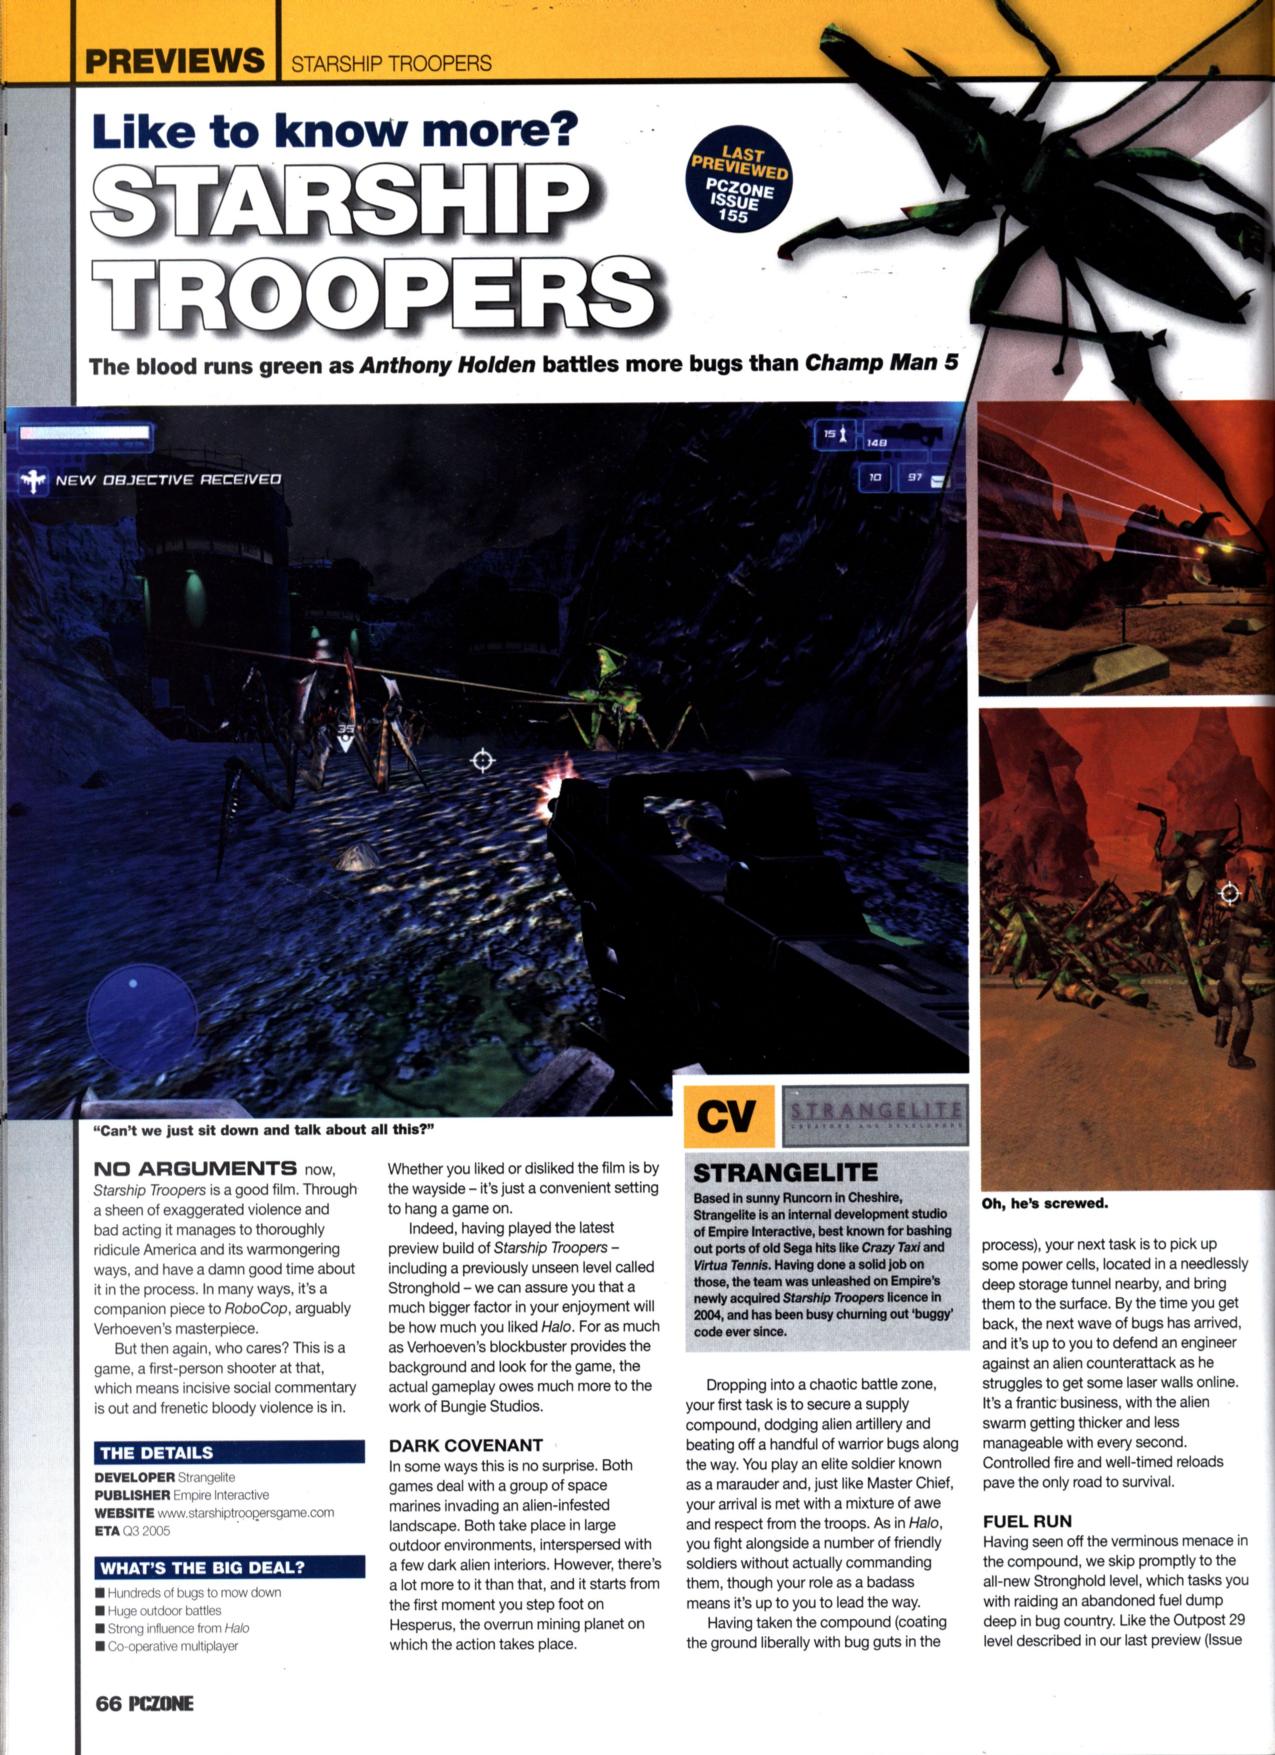 PREVIEWS
STARSHIP TROOPERS
Like to know more?
STARSHIP
TROOPERS
LAST
PREVIEWED
PCZONE
ISSUE
155
The blood runs green as Anthony Holden battles more bugs than Champ Man 5
NEW OBJECTIVE RECEIVED
15
148
10
97
35
"Can't we just sit down and talk about all this?"
NO ARGUMENTS now,
Starship Troopers is a good film. Through
a sheen of exaggerated violence and
bad acting it manages to thoroughly
ridicule America and its warmongering
ways, and have a damn good time about
it in the process. In many ways, it's a
companion piece to RoboCop, arguably
Verhoeven's masterpiece.
But then again, who cares? This is a
game, a first-person shooter at that,
which means incisive social commentary
is out and frenetic bloody violence is in.
THE DETAILS
DEVELOPER Strangelite
PUBLISHER Empire Interactive
WEBSITE www.starshiptroopersgame.com
ETA Q3 2005
WHAT'S THE BIG DEAL?
■ Hundreds of bugs to mow down
■ Huge outdoor battles
■ Strong influence from Halo
■ Co-operative multiplayer
Whether you liked or disliked the film is by
the wayside – it's just a convenient setting
to hang a game on.
Indeed, having played the latest
preview build of Starship Troopers –
including a previously unseen level called
Stronghold – we can assure you that a
much bigger factor in your enjoyment will
be how much you liked Halo. For as much
as Verhoeven's blockbuster provides the
background and look for the game, the
actual gameplay owes much more to the
work of Bungie Studios.
DARK COVENANT
In some ways this is no surprise. Both
games deal with a group of space
marines invading an alien-infested
landscape. Both take place in large
outdoor environments, interspersed with
a few dark alien interiors. However, there's
a lot more to it than that, and it starts from
the first moment you step foot on
Hesperus, the overrun mining planet on
which the action takes place.
CV
STRANGELITE
CREATORS AND DEVELOPERS
STRANGELITE
Based in sunny Runcorn in Cheshire,
Strangelite is an internal development studio
of Empire Interactive, best known for bashing
out ports of old Sega hits like Crazy Taxi and
Virtua Tennis. Having done a solid job on
those, the team was unleashed on Empire's
newly acquired Starship Troopers licence in
2004, and has been busy churning out 'buggy'
code ever since.
Dropping into a chaotic battle zone,
your first task is to secure a supply
compound, dodging alien artillery and
beating off a handful of warrior bugs along
the way. You play an elite soldier known
as a marauder and, just like Master Chief,
your arrival is met with a mixture of awe
and respect from the troops. As in Halo,
you fight alongside a number of friendly
soldiers without actually commanding
them, though your role as a badass
means it's up to you to lead the way.
Having taken the compound (coating
the ground liberally with bug guts in the
Oh, he's screwed.
process), your next task is to pick up
some power cells, located in a needlessly
deep storage tunnel nearby, and bring
them to the surface. By the time you get
back, the next wave of bugs has arrived,
and it's up to you to defend an engineer
against an alien counterattack as he
struggles to get some laser walls online.
It's a frantic business, with the alien
swarm getting thicker and less
manageable with every second.
Controlled fire and well-timed reloads
pave the only road to survival.
FUEL RUN
Having seen off the verminous menace in
the compound, we skip promptly to the
all-new Stronghold level, which tasks you
with raiding an abandoned fuel dump
deep in bug country. Like the Outpost 29
level described in our last preview (Issue
66 PCZONE